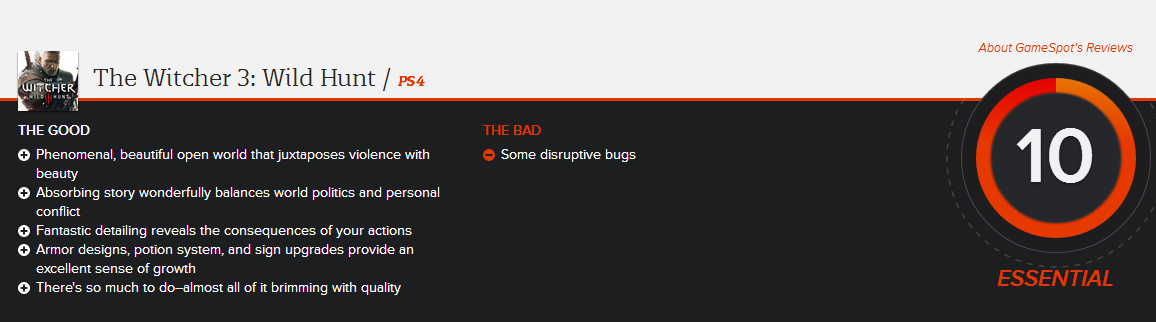 About GameSpot's Reviews
THE
WITCHER
WILD HUNT
The Witcher 3: Wild Hunt / PS4
10
ESSENTIAL
THE GOOD
Phenomenal, beautiful open world that juxtaposes violence with
beauty
Absorbing story wonderfully balances world politics and personal
conflict
Fantastic detailing reveals the consequences of your actions
Armor designs, potion system, and sign upgrades provide an
excellent sense of growth
There's so much to do--almost all of it brimming with quality
THE BAD
Some disruptive bugs